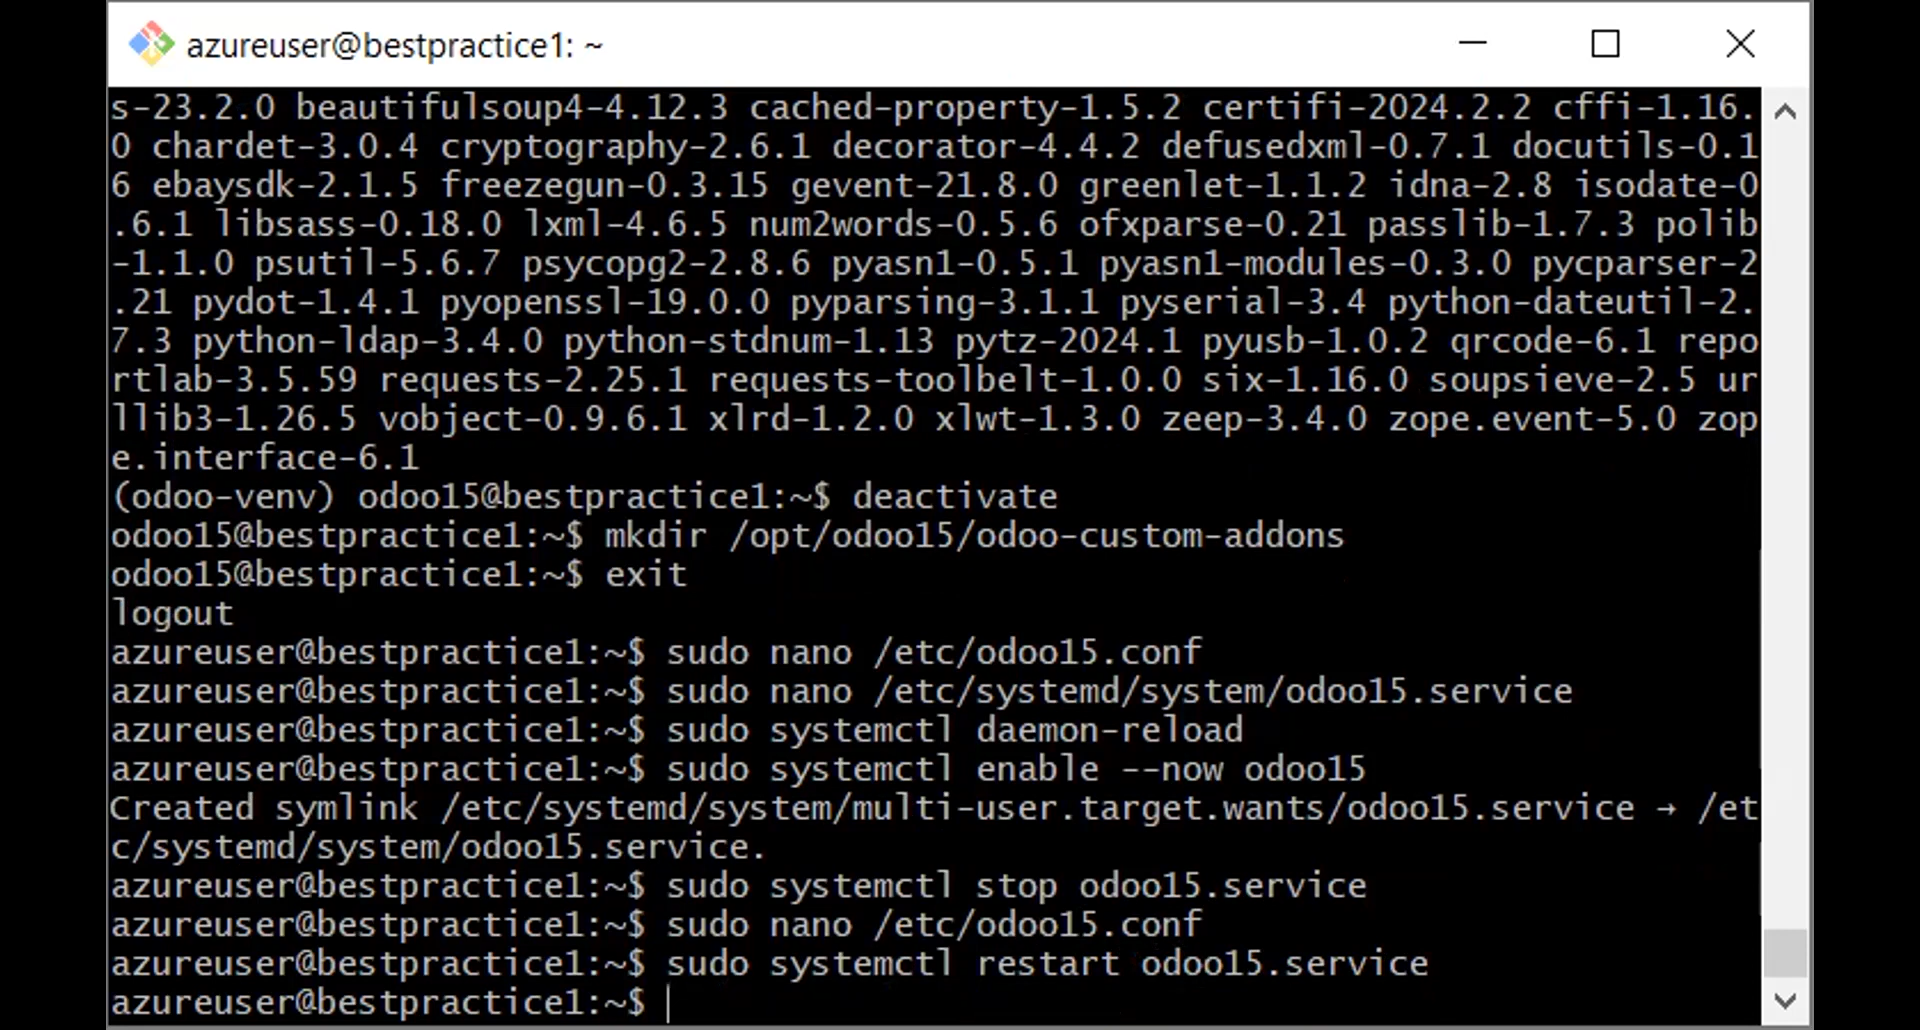 azureuser@bestpractice1: ~
s-23.2.0 beautifulsoup4-4.12.3 cached-property-1.5.2 certifi-2024.2.2 cffi-1.16.
0 chardet-3.0.4 cryptography-2.6.1 decorator-4.4.2 defusedxml-0.7.1 docutils-0.1
6 ebaysdk-2.1.5 freezegun-0.3.15 gevent-21.8.0 greenlet-1.1.2 idna-2.8 isodate-0
.6.1 libsass-0.18.0 lxml-4.6.5 num2words-0.5.6 ofxparse-0.21 passlib-1.7.3 polib
-1.1.0 psutil-5.6.7 psycopg2-2.8.6 pyasn1-0.5.1 pyasn1-modules-0.3.0 pycparser-2
.21 pydot-1.4.1 pyopenssl-19.0.0 pyparsing-3.1.1 pyserial-3.4 python-dateutil-2.
7.3 python-ldap-3.4.0 python-stdnum-1.13 pytz-2024.1 pyusb-1.0.2 qrcode-6.1 repo
rtlab-3.5.59 requests-2.25.1 requests-toolbelt-1.0.0 six-1.16.0 soupsieve-2.5 ur
llib3-1.26.5 vobject-0.9.6.1 xlrd-1.2.0 xlwt-1.3.0 zeep-3.4.0 zope.event-5.0 zop
e.interface-6.1
(odoo-venv) odoo15@bestpractice1:~$ deactivate
odoo15@bestpractice1:~$ mkdir /opt/odoo15/odoo-custom-addons
odoo15@bestpractice1:~$ exit
logout
azureuser@bestpractice1:~$ sudo nano /etc/odoo15.conf
azureuser@bestpractice1:~$ sudo nano /etc/systemd/system/odoo15.service
azureuser@bestpractice1:~$ sudo systemctl daemon-reload
azureuser@bestpractice1:~$ sudo systemctl enable --now odoo15
Created symlink /etc/systemd/system/multi-user.target.wants/odoo15.service → /et
c/systemd/system/odoo15.service.
azureuser@bestpractice1:~$ sudo systemctl stop odoo15.service
azureuser@bestpractice1:~$ sudo nano /etc/odoo15.conf
azureuser@bestpractice1:~$ sudo systemctl restart odoo15.service
azureuser@bestpractice1:~$